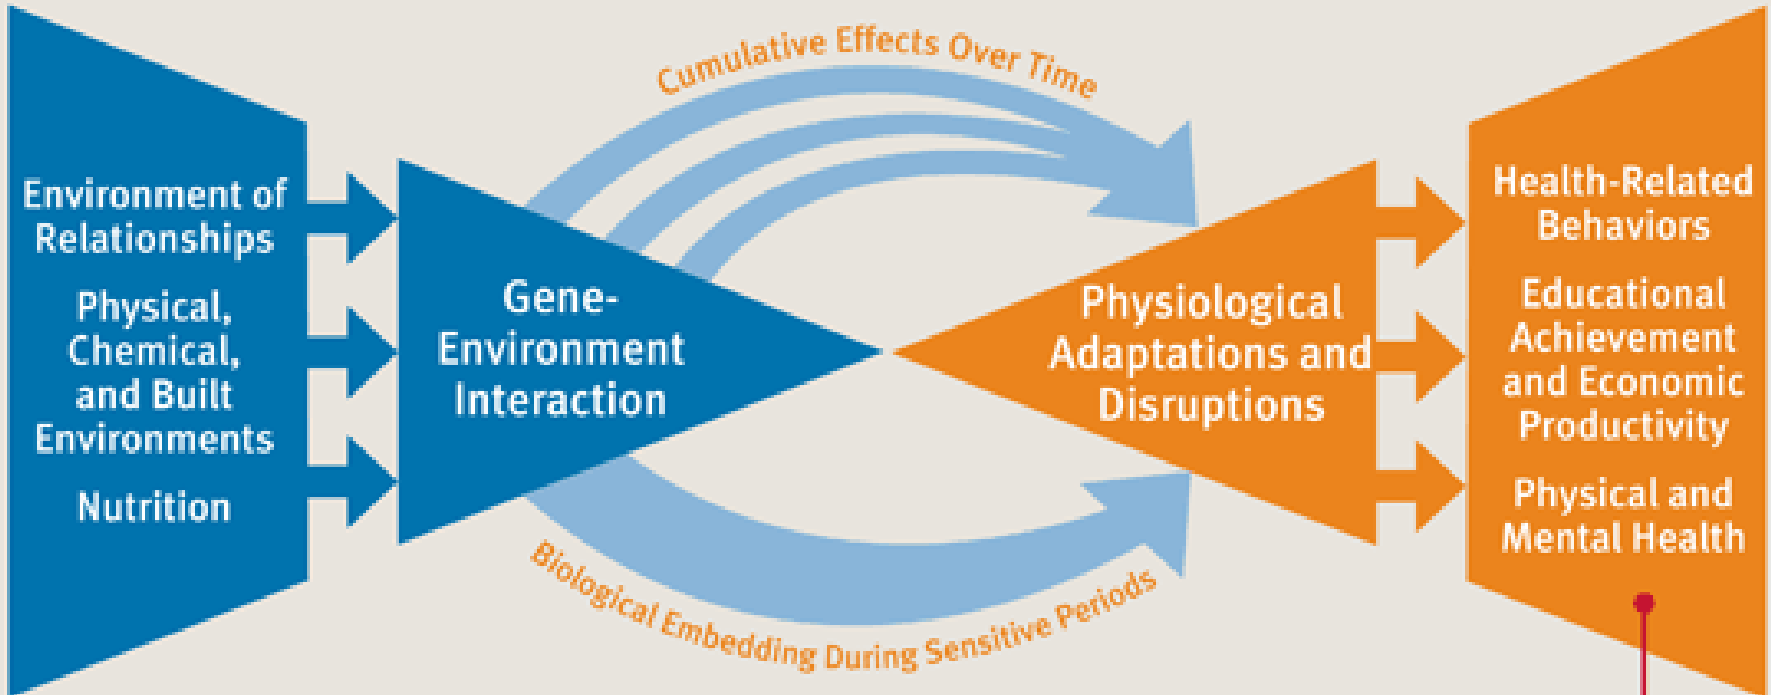 Cumulative Effects Over Time
Environment of
Relationships
Physical,
Chemical,
and Built
Environments
Nutrition
Gene-
Environment
Interaction
Physiological
Adaptations and
Disruptions
Health-Related
Behaviors
Educational
Achievement
and Economic
Productivity
Physical and
Mental Health
Biological Embedding During Sensitive Periods